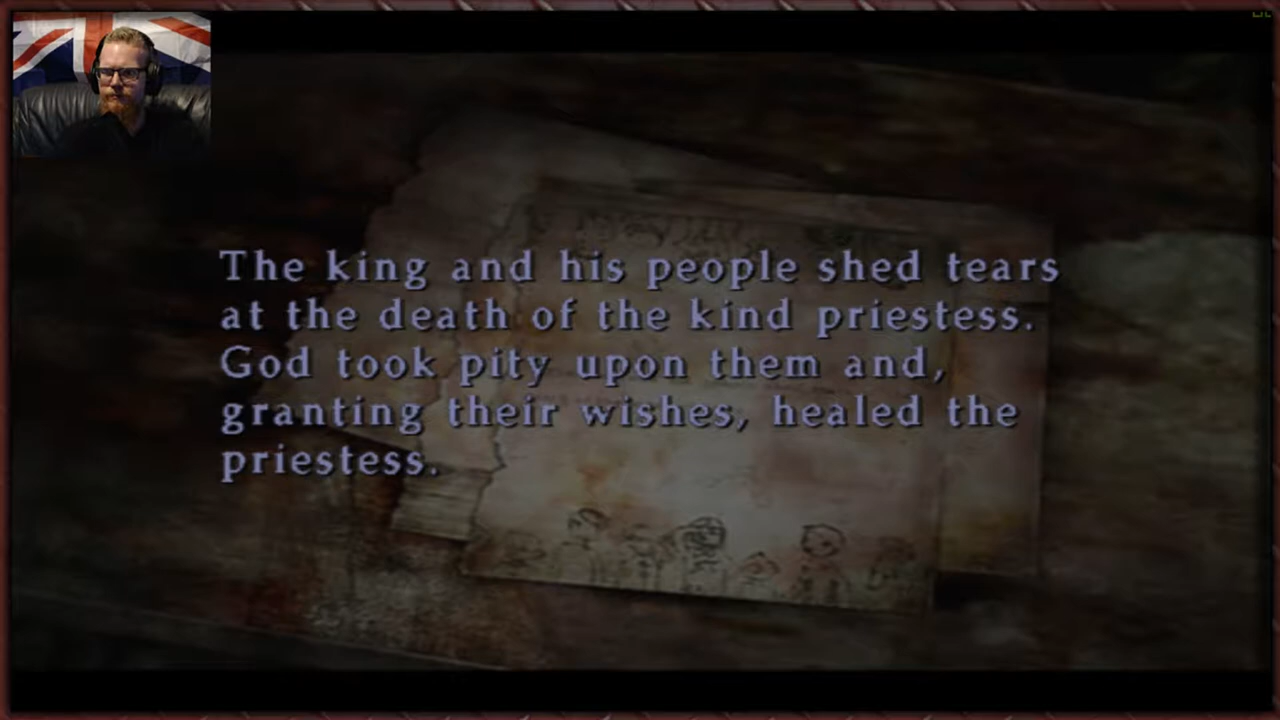 The king and his people shed tears
at the death of the kind priestess.
God took pity upon them and,
granting their wishes, healed the
priestess.